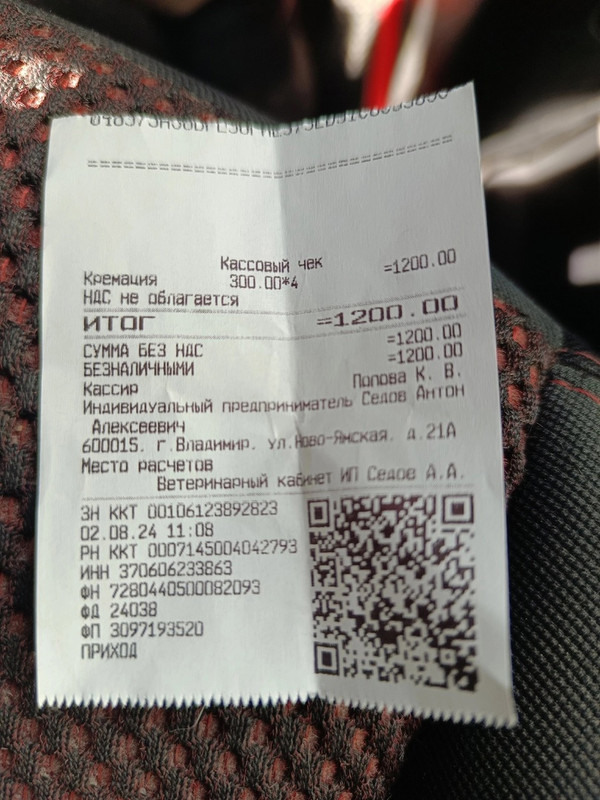 Кассовый чек
Кремация 300.00*4 =1200.00
НДС не облагается
ИТОГ =1200.00
СУММА БЕЗ НДС =1200.00
БЕЗНАЛИЧНЫМИ =1200.00
Кассир Попова К. В.
Индивидуальный предприниматель Седов Антон
Алексеевич
600015. г.Владимир. ул.Ново-Ямская. д.21А
Место расчетов
Ветеринарный кабинет ИП Седов А.А.
ЗН ККТ 00106123892823
02.08.24 11:08
РН ККТ 0007145004042793
ИНН 370606233863
ФН 7280440500082093
ФД 24038
ФП 3097193520
ПРИХОД